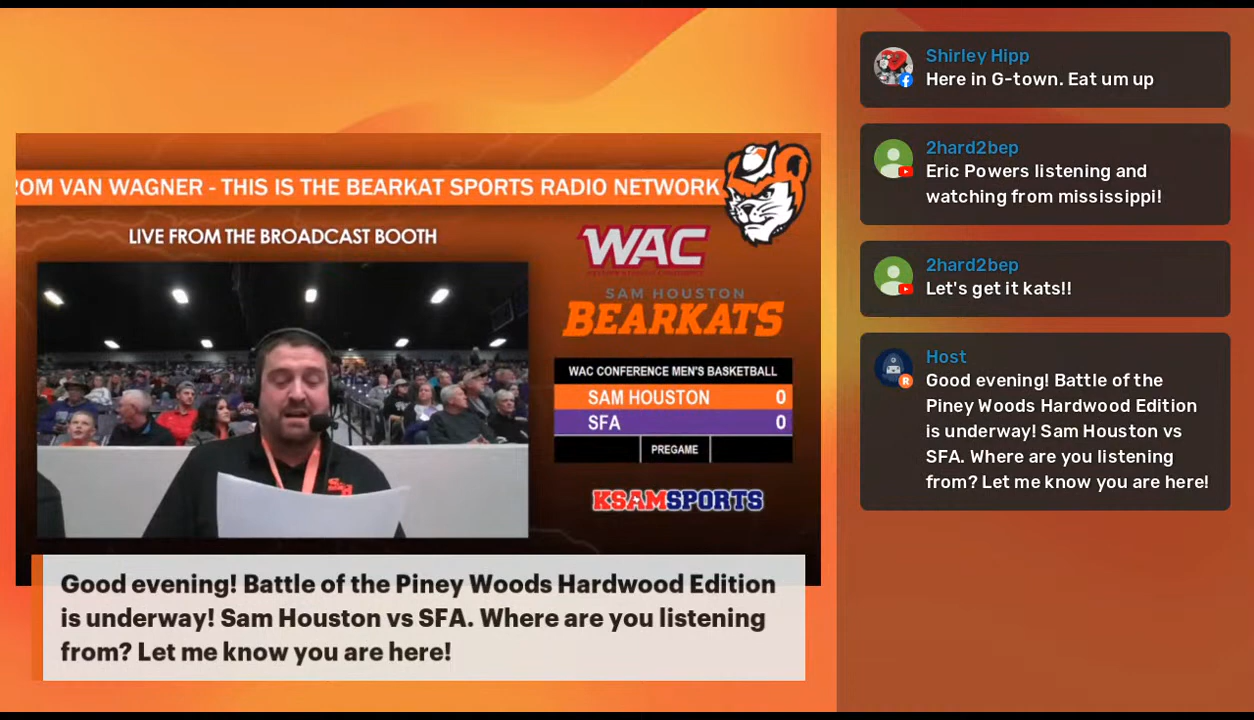 ROM VAN WAGNER - THIS IS THE BEARKAT SPORTS RADIO NETWORK
LIVE FROM THE BROADCAST BOOTH
WAC
SAM HOUSTON
BEARKATS
WAC CONFERENCE MEN'S BASKETBALL
SAM HOUSTON 0
SFA 0
PREGAME
KSAMSPORTS
Good evening! Battle of the Piney Woods Hardwood Edition
is underway! Sam Houston vs SFA. Where are you listening
from? Let me know you are here!
Shirley Hipp
Here in G-town. Eat um up
2hard2bep
Eric Powers listening and
watching from mississippi!
2hard2bep
Let's get it kats!!
Host
R
Good evening! Battle of the
Piney Woods Hardwood Edition
is underway! Sam Houston vs
SFA. Where are you listening
from? Let me know you are here!